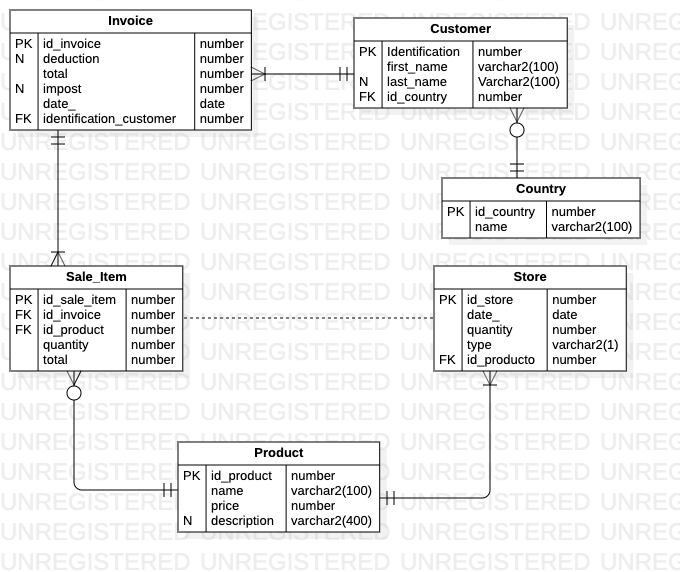 Invoice
PK id_invoice number
N deduction number
total number
N impost number
date_ date
FK identification_customer number
Customer
PK Identification number
first_name varchar2(100)
N last_name Varchar2(100)
FK id_country number
Country
PK id_country number
name varchar2(100)
Sale_Item
PK id_sale_item number
FK id_invoice number
FK id_product number
quantity number
total number
Store
PK id_store number
date_ date
quantity number
type varchar2(1)
FK id_producto number
Product
PK id_product number
name varchar2(100)
price number
N description varchar2(400)
UNREGISTERED UNREGISTERED UNREGISTERED UNREGISTERED